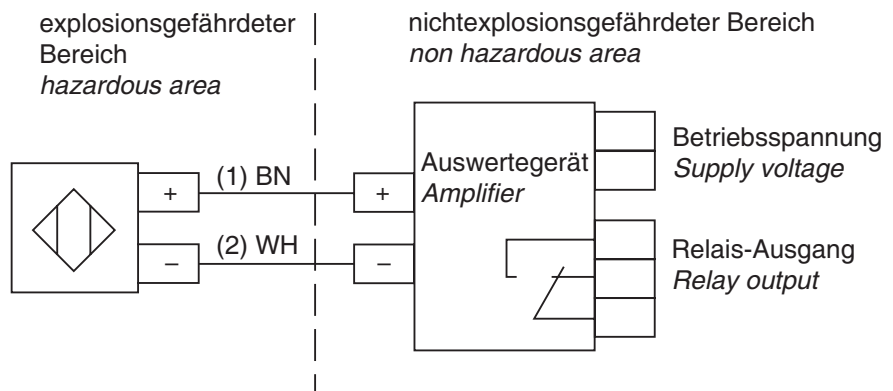 explosionsgefährdeter
Bereich
hazardous area
nichtexplosionsgefährdeter Bereich
non hazardous area
+
(1) BN
+
–
(2) WH
–
Auswertegerät
Amplifier
Betriebsspannung
Supply voltage
Relais-Ausgang
Relay output